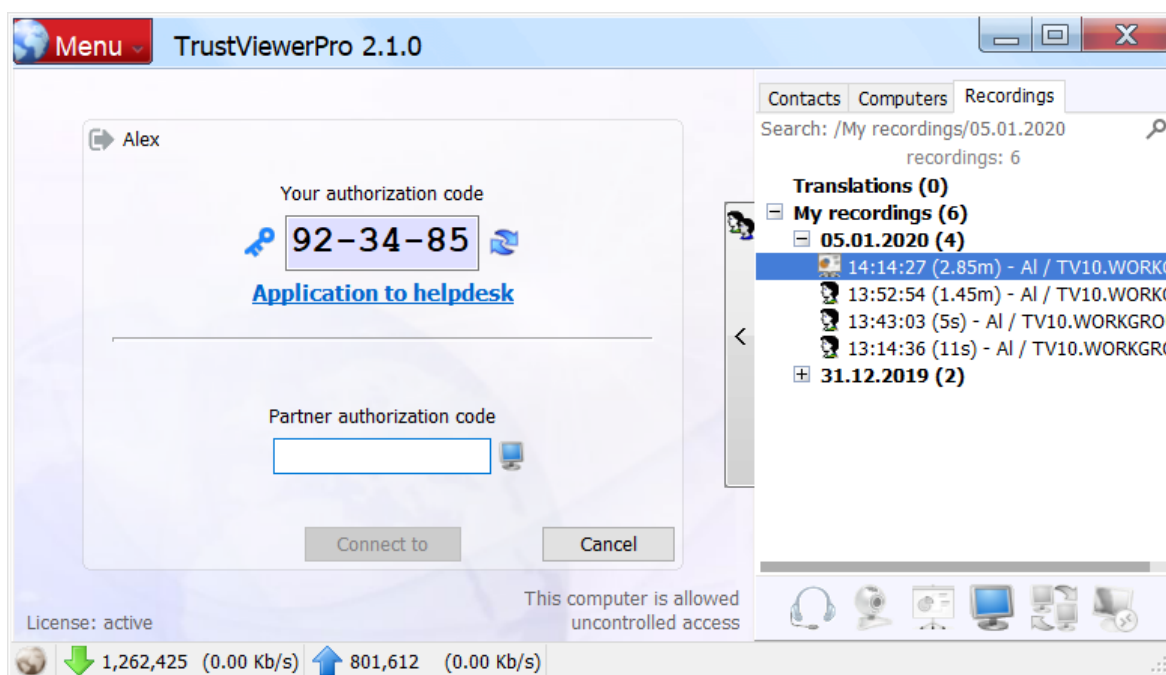 Menu TrustViewerPro 2.1.0
Alex
Your authorization code
92-34-85
Application to helpdesk
Partner authorization code
Connect to Cancel
This computer is allowed
uncontrolled access
License: active
Contacts Computers Recordings
Search: /My recordings/05.01.2020
recordings: 6
Translations (0)
My recordings (6)
05.01.2020 (4)
14:14:27 (2.85m) - Al / TV10.WORK
13:52:54 (1.45m) - Al / TV10.WORK
13:43:03 (5s) - Al / TV10.WORKGRO
13:14:36 (11s) - Al / TV10.WORKGR
31.12.2019 (2)
1,262,425 (0.00 Kb/s) 801,612 (0.00 Kb/s)